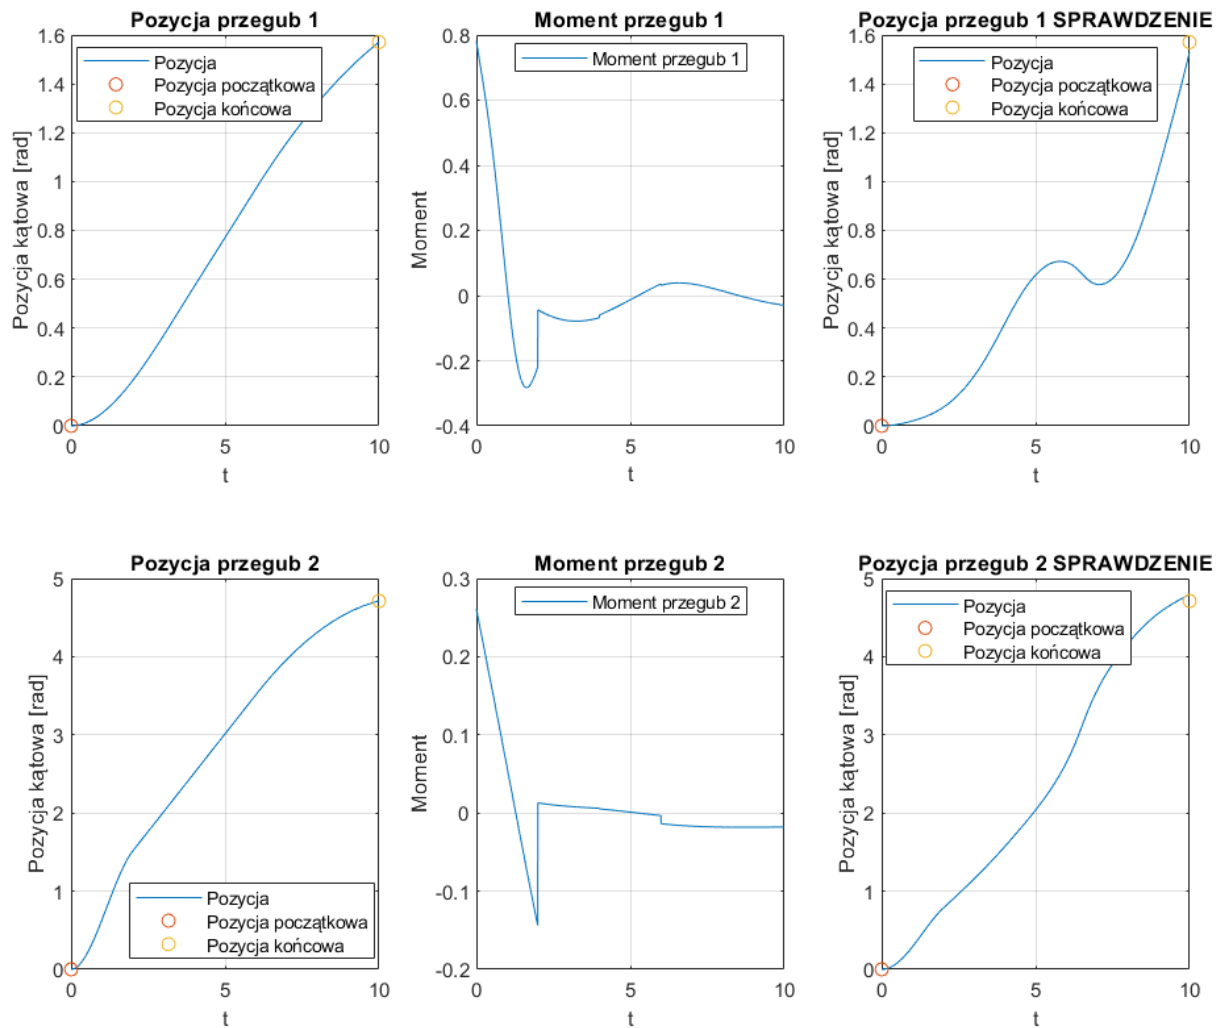 Pozycja przegub 1
Pozycja kątowa [rad]
1.6
1.4
1.2
1
0.8
0.6
0.4
0.2
0
Pozycja
Pozycja początkowa
Pozycja końcowa
0
5
10
t
Moment przegub 1
Moment
0.8
0.6
0.4
0.2
0
-0.2
-0.4
Moment przegub 1
0
5
10
t
Pozycja przegub 1 SPRAWDZENIE
Pozycja kątowa [rad]
1.6
1.4
1.2
1
0.8
0.6
0.4
0.2
0
Pozycja
Pozycja początkowa
Pozycja końcowa
0
5
10
t
Pozycja przegub 2
Pozycja kątowa [rad]
5
4
3
2
1
0
Pozycja
Pozycja początkowa
Pozycja końcowa
0
5
10
t
Moment przegub 2
Moment
0.3
0.2
0.1
0
-0.1
-0.2
Moment przegub 2
0
5
10
t
Pozycja przegub 2 SPRAWDZENIE
Pozycja kątowa [rad]
5
4
3
2
1
0
Pozycja
Pozycja początkowa
Pozycja końcowa
0
5
10
t